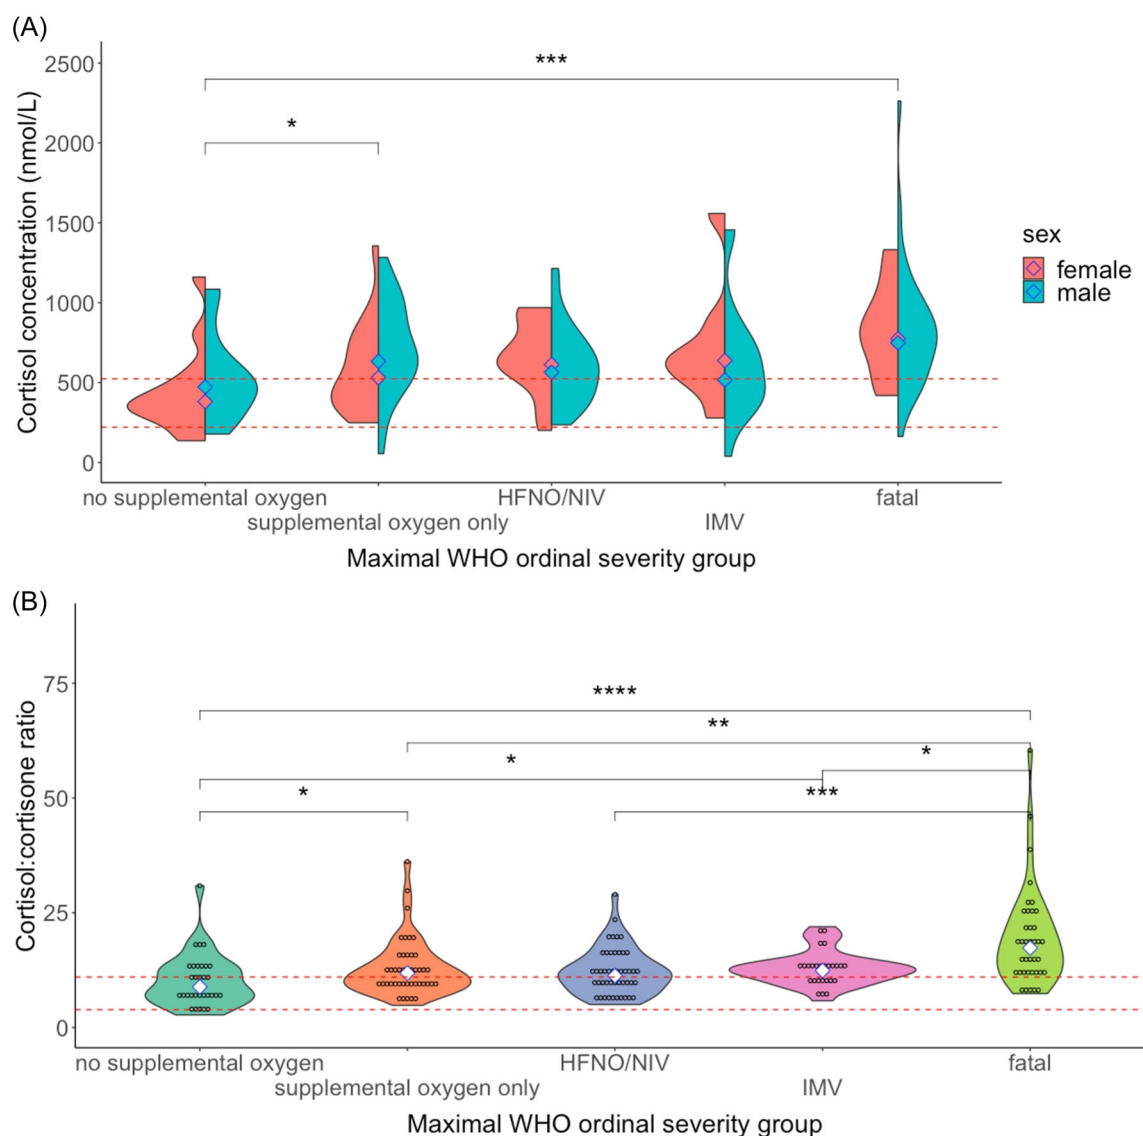 (A)
Cortisol concentration (nmol/L)
2500
2000
1500
1000
500
0
***
*
sex
female
male
no supplemental oxygen
supplemental oxygen only
HFNO/NIV
IMV
fatal
Maximal WHO ordinal severity group
(B)
Cortisol:cortisone ratio
75
50
25
0
****
**
*
*
*
***
no supplemental oxygen
supplemental oxygen only
HFNO/NIV
IMV
fatal
Maximal WHO ordinal severity group